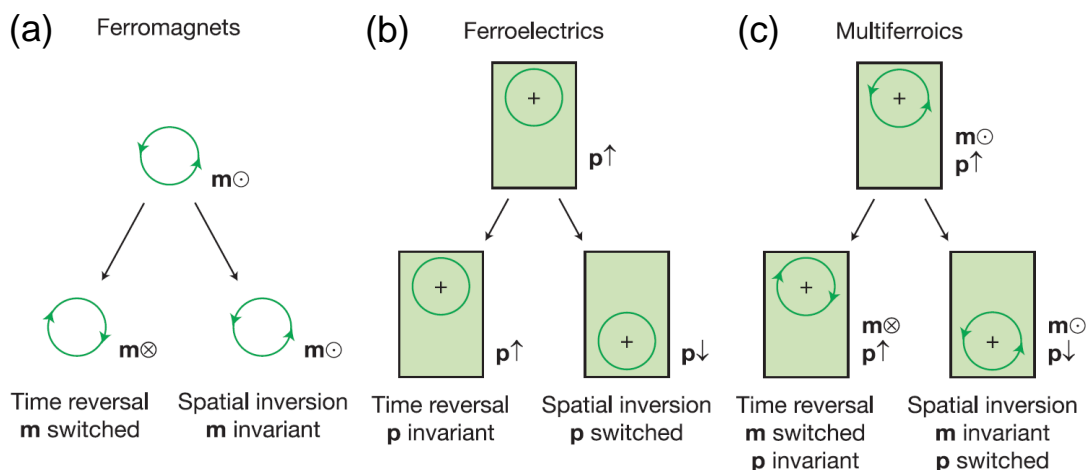 (a) Ferromagnets
m⊙
m⊗
m⊙
Time reversal
m switched
Spatial inversion
m invariant
(b) Ferroelectrics
+
p↑
+
p↑
+
p↓
Time reversal
p invariant
Spatial inversion
p switched
(c) Multiferroics
+
m⊙
p↑
+
m⊗
p↑
+
m⊙
p↓
Time reversal
m switched
p invariant
Spatial inversion
m invariant
p switched